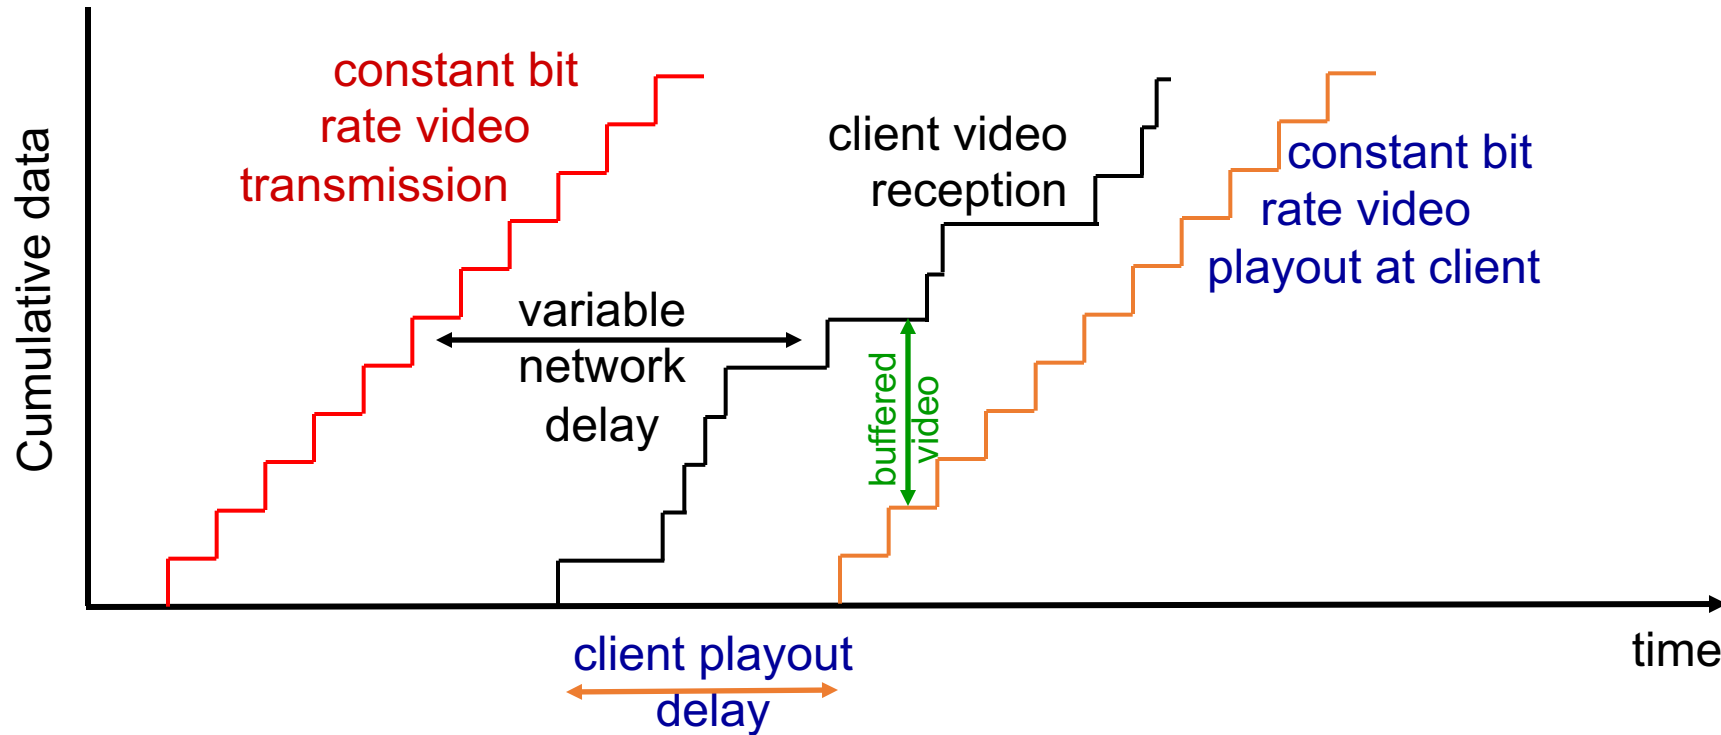 constant bit
rate video
transmission
client video
reception
constant bit
rate video
playout at client
Cumulative data
variable
network
delay
buffered
video
time
client playout
delay